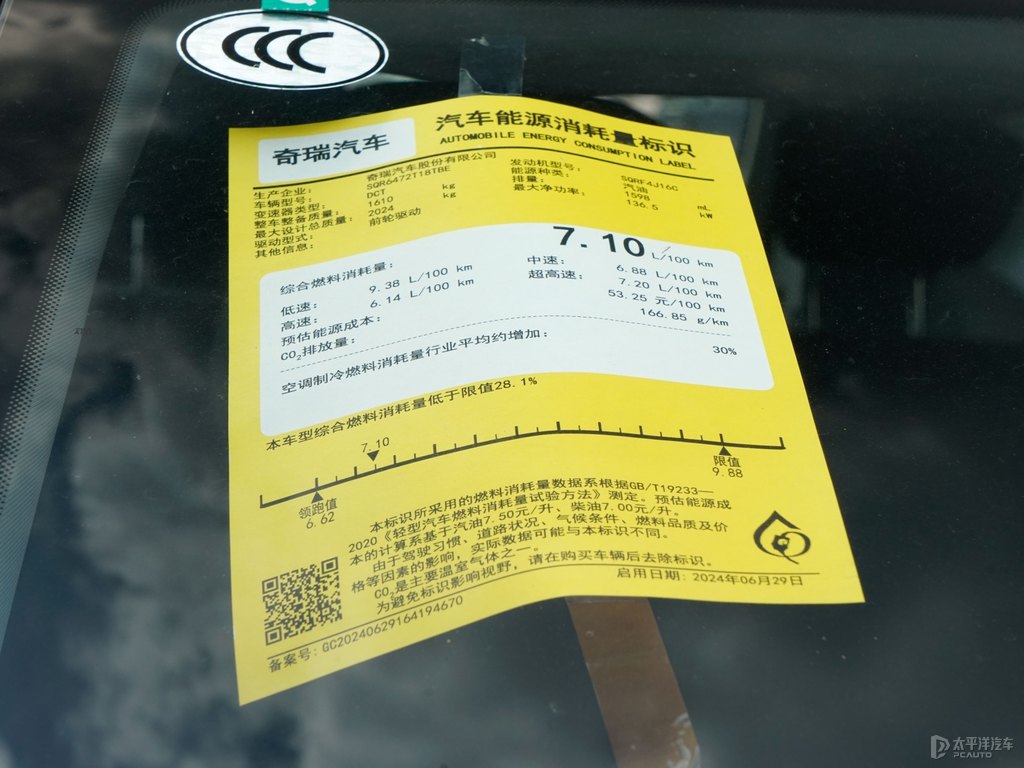 CCC
奇瑞汽车
汽车能源消耗量标识
AUTOMOBILE ENERGY CONSUMPTION LABEL
生产企业： 奇瑞汽车股份有限公司 发动机型号： SQRF4J16C
车辆型号： SQR6472T18TBE 能源种类： 汽油
变速器类型： DCT 排量： 1598 mL
整车整备质量： 1610 kg 最大净功率： 136.5 kW
最大设计总质量： 2024 kg
驱动型式： 前轮驱动
其他信息：
综合燃料消耗量： 7.10 L/100 km
低速： 9.38 L/100 km 中速： 6.88 L/100 km
高速： 6.14 L/100 km 超高速： 7.20 L/100 km
预估能源成本： 53.25 元/100 km
CO₂排放量： 166.85 g/km
空调制冷燃料消耗量行业平均约增加： 30%
本车型综合燃料消耗量低于限值28.1%
7.10
领跑值
6.62
限值
9.88
本标识所采用的燃料消耗量数据系根据GB/T19233—
2020《轻型汽车燃料消耗量试验方法》测定。预估能源成
本的计算系基于汽油7.50元/升、柴油7.00元/升。
由于驾驶习惯、道路状况、气候条件、燃料品质及价
格等因素的影响，实际数据可能与本标识不同。
CO₂是主要温室气体之一。
为避免标识影响视野，请在购买车辆后去除标识。
启用日期：2024年06月29日
备案号：GC20240629164194670
太平洋汽车
PCAUTO